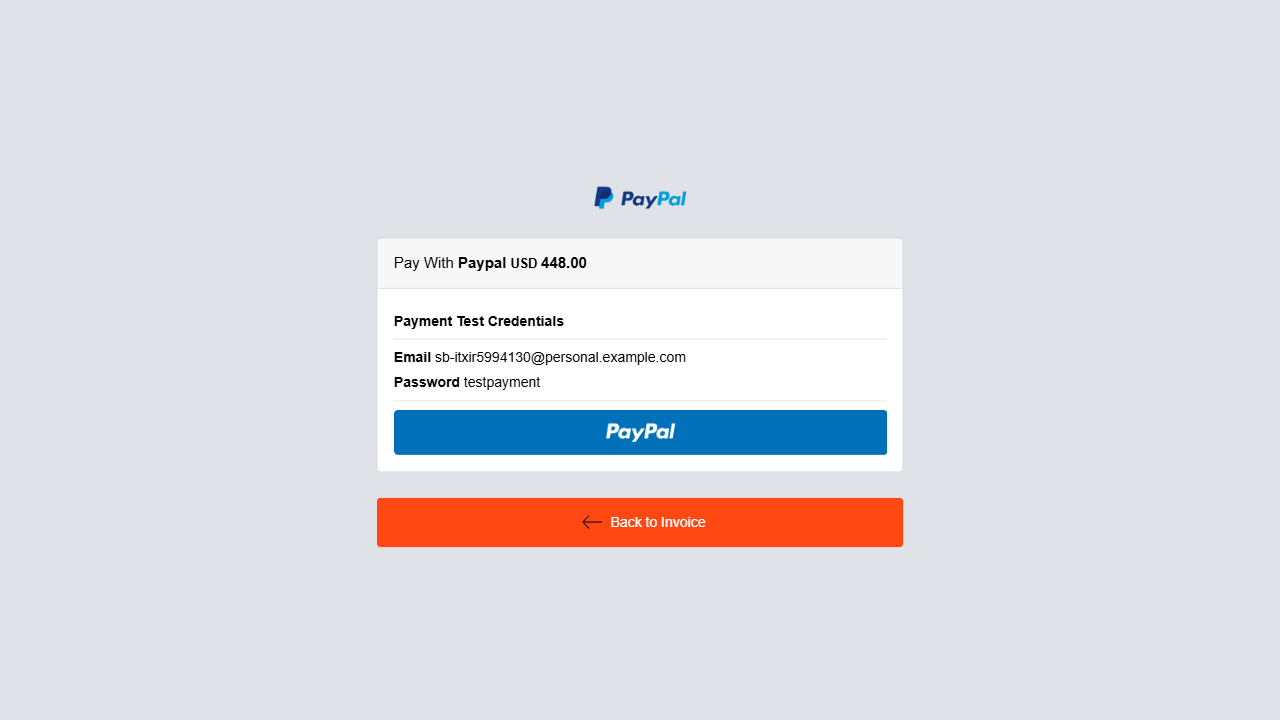 PayPal
Pay With Paypal USD 448.00
Payment Test Credentials
Email sb-itxir5994130@personal.example.com
Password testpayment
PayPal
Back to Invoice